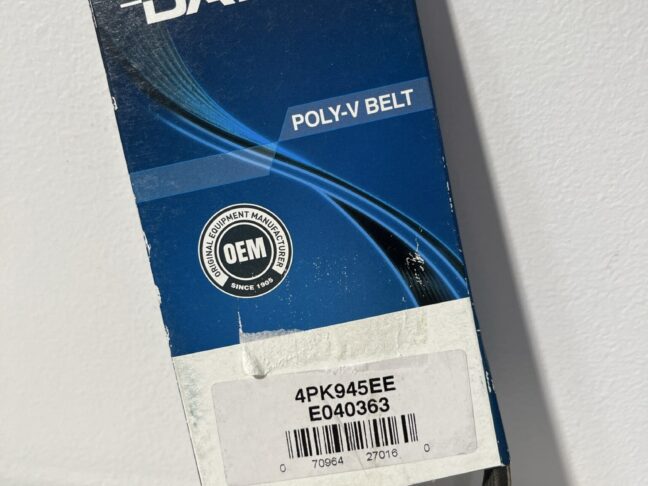 POLY-V BELT
ORIGINAL EQUIPMENT MANUFACTURER
OEM
SINCE 1905
4PK945EE
E040363
0 70964 27016 0